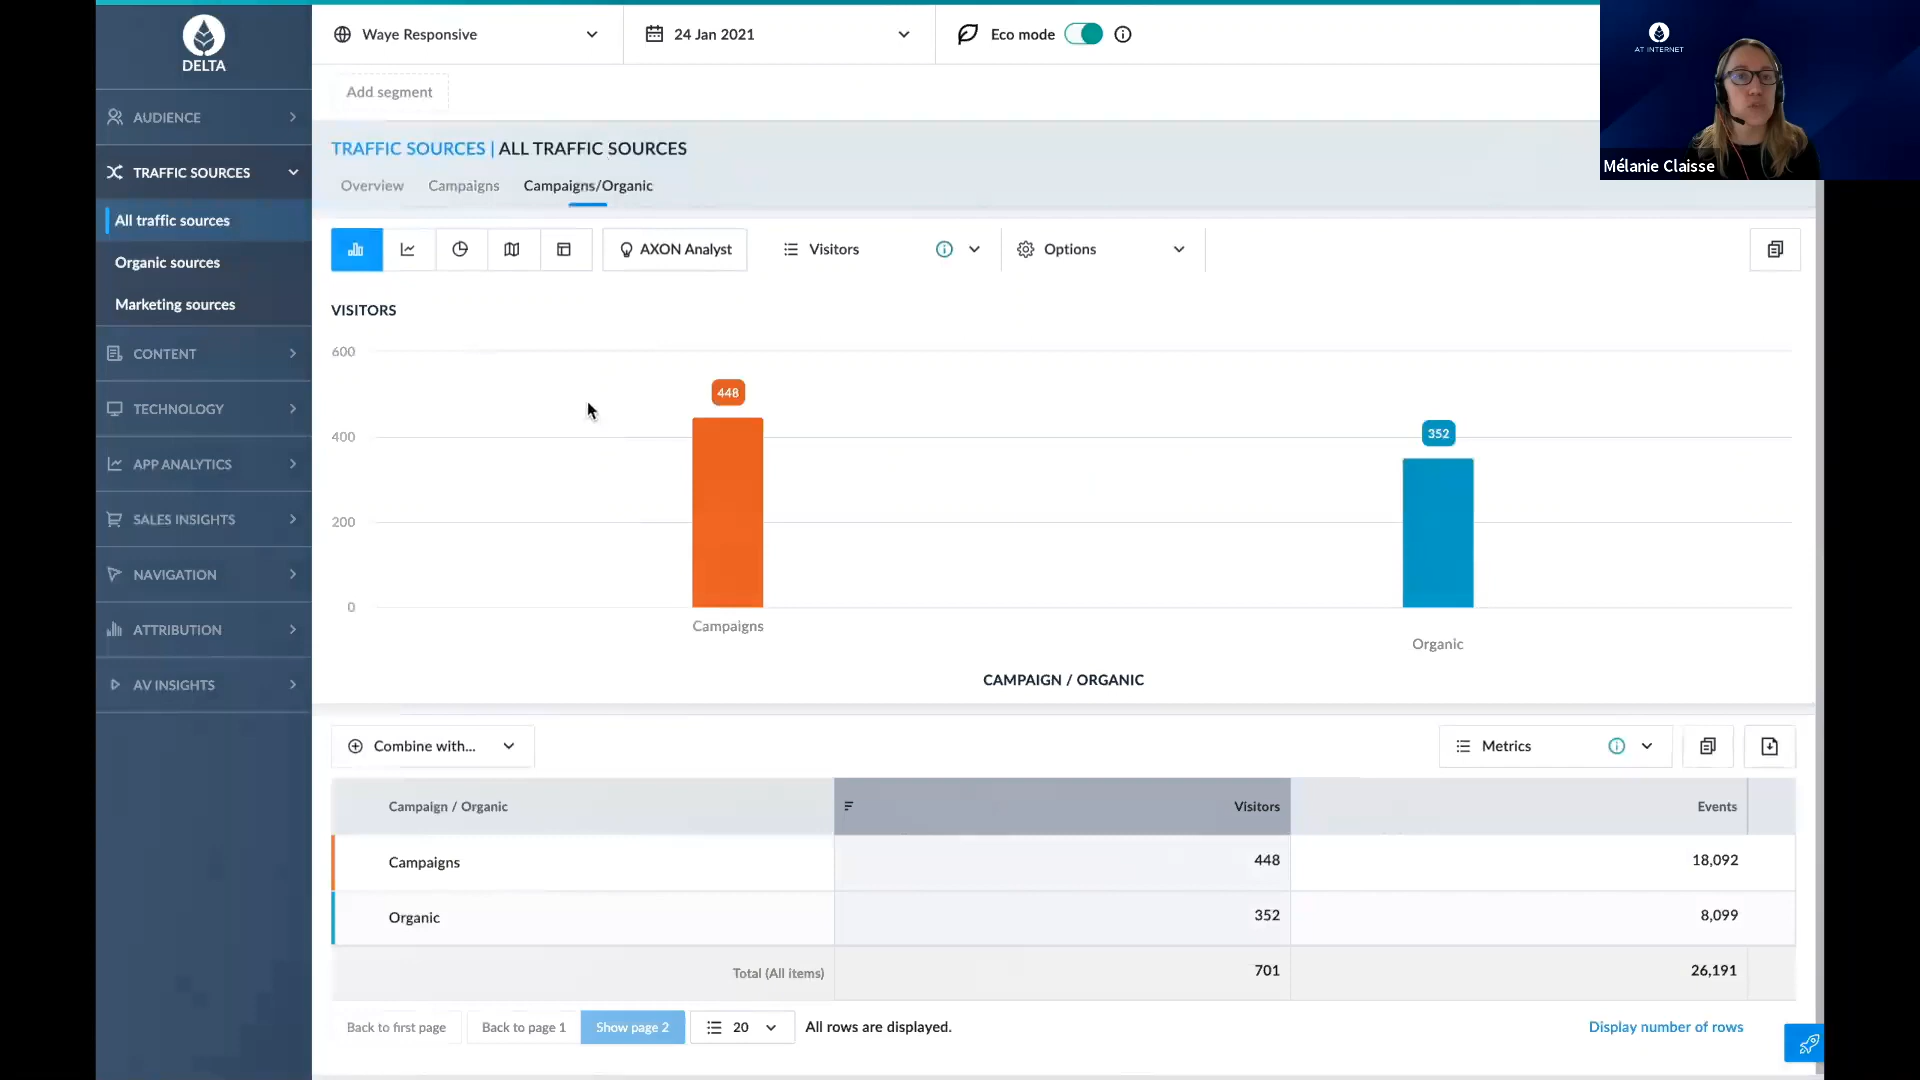 DELTA
Waye Responsive
24 Jan 2021
Eco mode
AT INTERNET
Mélanie Claisse
Add segment
AUDIENCE
TRAFFIC SOURCES
All traffic sources
Organic sources
Marketing sources
CONTENT
TECHNOLOGY
APP ANALYTICS
SALES INSIGHTS
NAVIGATION
ATTRIBUTION
AV INSIGHTS
TRAFFIC SOURCES | ALL TRAFFIC SOURCES
Overview Campaigns Campaigns/Organic
AXON Analyst Visitors Options
VISITORS
600
448
400
352
200
0
Campaigns
Organic
CAMPAIGN / ORGANIC
Combine with... Metrics
Campaign / Organic Visitors Events
Campaigns 448 18,092
Organic 352 8,099
Total (All items) 701 26,191
Back to first page Back to page 1 Show page 2 20 All rows are displayed. Display number of rows